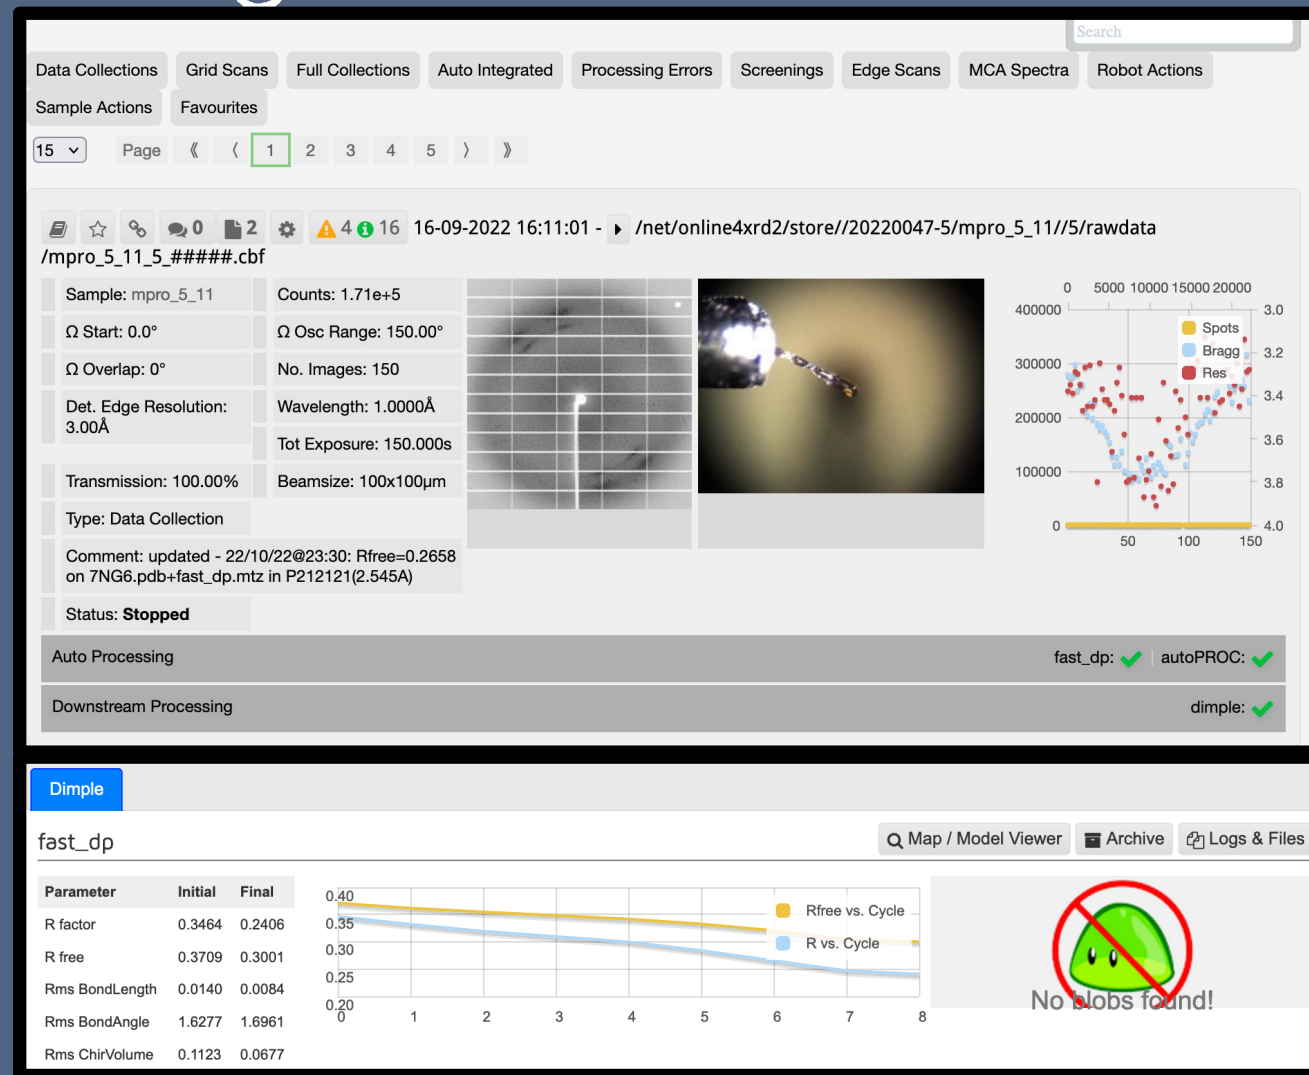 Search
Data Collections Grid Scans Full Collections Auto Integrated Processing Errors Screenings Edge Scans MCA Spectra Robot Actions
Sample Actions Favourites
15 Page 《 〈 1 2 3 4 5 〉 》
0 2 4 16 16-09-2022 16:11:01 - /net/online4xrd2/store//20220047-5/mpro_5_11//5/rawdata
/mpro_5_11_5_#####.cbf
Sample: mpro_5_11 Counts: 1.71e+5
Ω Start: 0.0° Ω Osc Range: 150.00°
Ω Overlap: 0° No. Images: 150
Det. Edge Resolution: Wavelength: 1.0000Å
3.00Å
Tot Exposure: 150.000s
Transmission: 100.00% Beamsize: 100x100μm
Type: Data Collection
Comment: updated - 22/10/22@23:30: Rfree=0.2658
on 7NG6.pdb+fast_dp.mtz in P212121(2.545A)
Status: Stopped
0 5000 10000 15000 20000
400000 3.0
Spots
Bragg 3.2
300000
Res
3.4
200000
3.6
100000
3.8
0 4.0
50 100 150
Auto Processing fast_dp: autoPROC:
Downstream Processing dimple:
Dimple
fast_dp Map / Model Viewer Archive Logs & Files
Parameter Initial Final
R factor 0.3464 0.2406
R free 0.3709 0.3001
Rms BondLength 0.0140 0.0084
Rms BondAngle 1.6277 1.6961
Rms ChirVolume 0.1123 0.0677
0.40
Rfree vs. Cycle
0.35
R vs. Cycle
0.30
0.25
0.20
0 1 2 3 4 5 6 7 8
No blobs found!